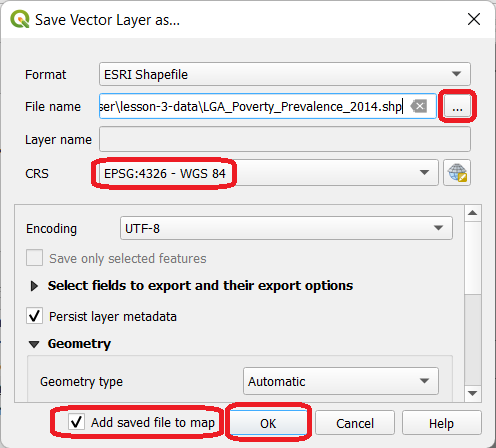 Save Vector Layer as...
Format ESRI Shapefile
File name ser\lesson-3-data\LGA_Poverty_Prevalence_2014.shp ...
Layer name
CRS EPSG:4326 - WGS 84
Encoding UTF-8
Save only selected features
Select fields to export and their export options
Persist layer metadata
Geometry
Geometry type Automatic
Add saved file to map OK Cancel Help